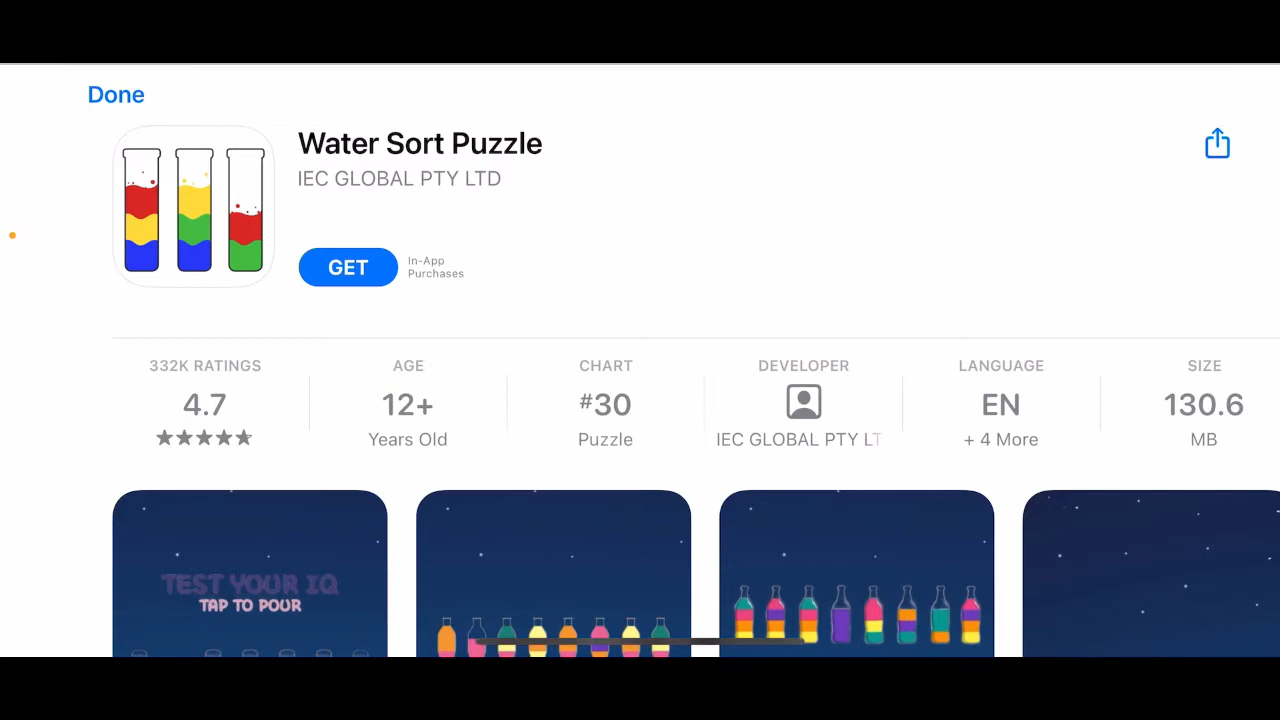 Done
Water Sort Puzzle
IEC GLOBAL PTY LTD
GET
In-App
Purchases
332K RATINGS
4.7
AGE
12+
Years Old
CHART
#30
Puzzle
DEVELOPER
IEC GLOBAL PTY LT
LANGUAGE
EN
+ 4 More
SIZE
130.6
MB
TEST YOUR IQ
TAP TO POUR